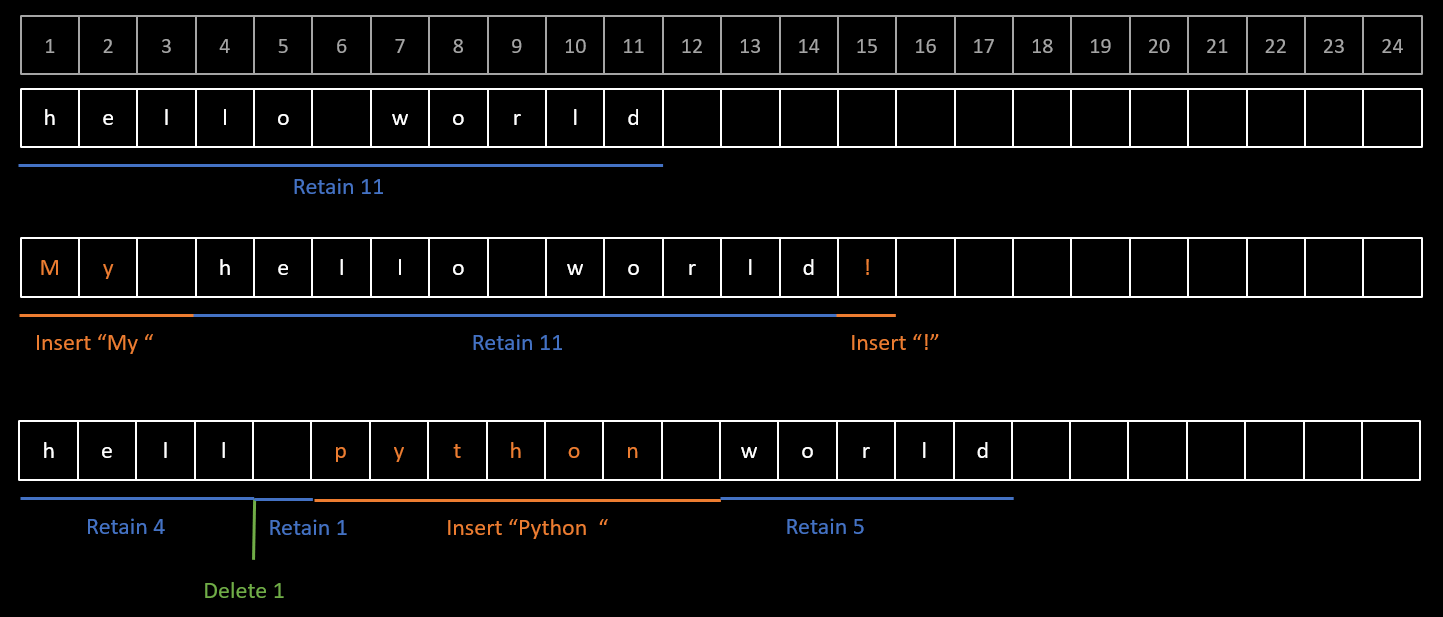 1 2 3 4 5 6 7 8 9 10 11 12 13 14 15 16 17 18 19 20 21 22 23 24
h e l l o w o r l d
Retain 11
M y h e l l o w o r l d !
Insert “My “ Retain 11 Insert “!”
h e l l p y t h o n w o r l d
Retain 4 Retain 1 Insert “Python “ Retain 5
Delete 1